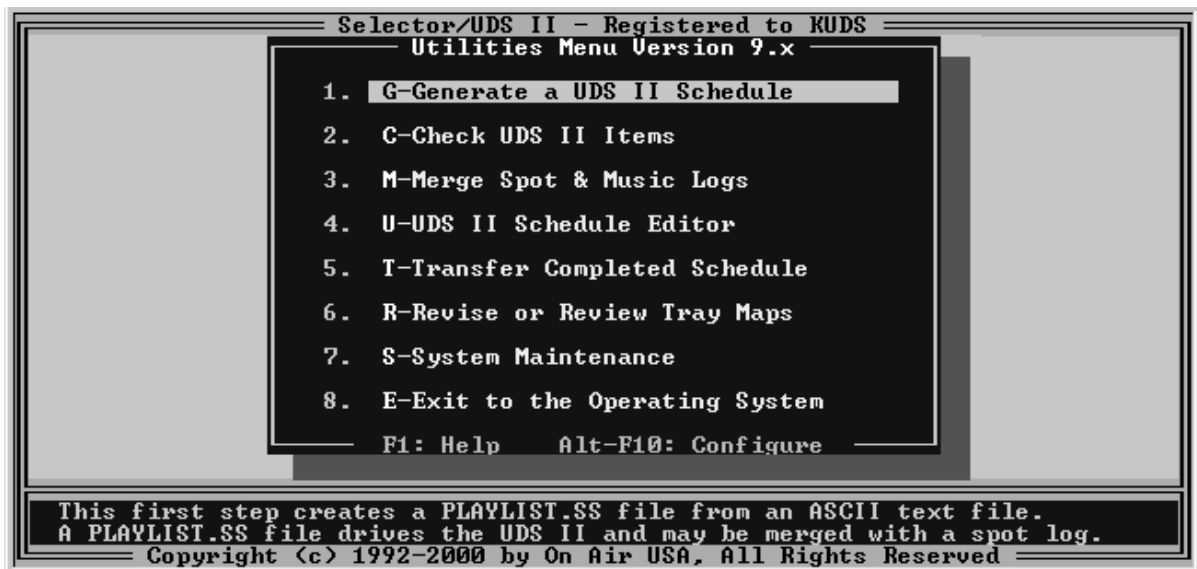 Selector/UDS II - Registered to KUDS
Utilities Menu Version 9.x
1. G-Generate a UDS II Schedule
2. C-Check UDS II Items
3. M-Merge Spot & Music Logs
4. U-UDS II Schedule Editor
5. T-Transfer Completed Schedule
6. R-Revise or Review Tray Maps
7. S-System Maintenance
8. E-Exit to the Operating System
F1: Help Alt-F10: Configure
This first step creates a PLAYLIST.SS file from an ASCII text file.
A PLAYLIST.SS file drives the UDS II and may be merged with a spot log.
Copyright (c) 1992-2000 by On Air USA, All Rights Reserved